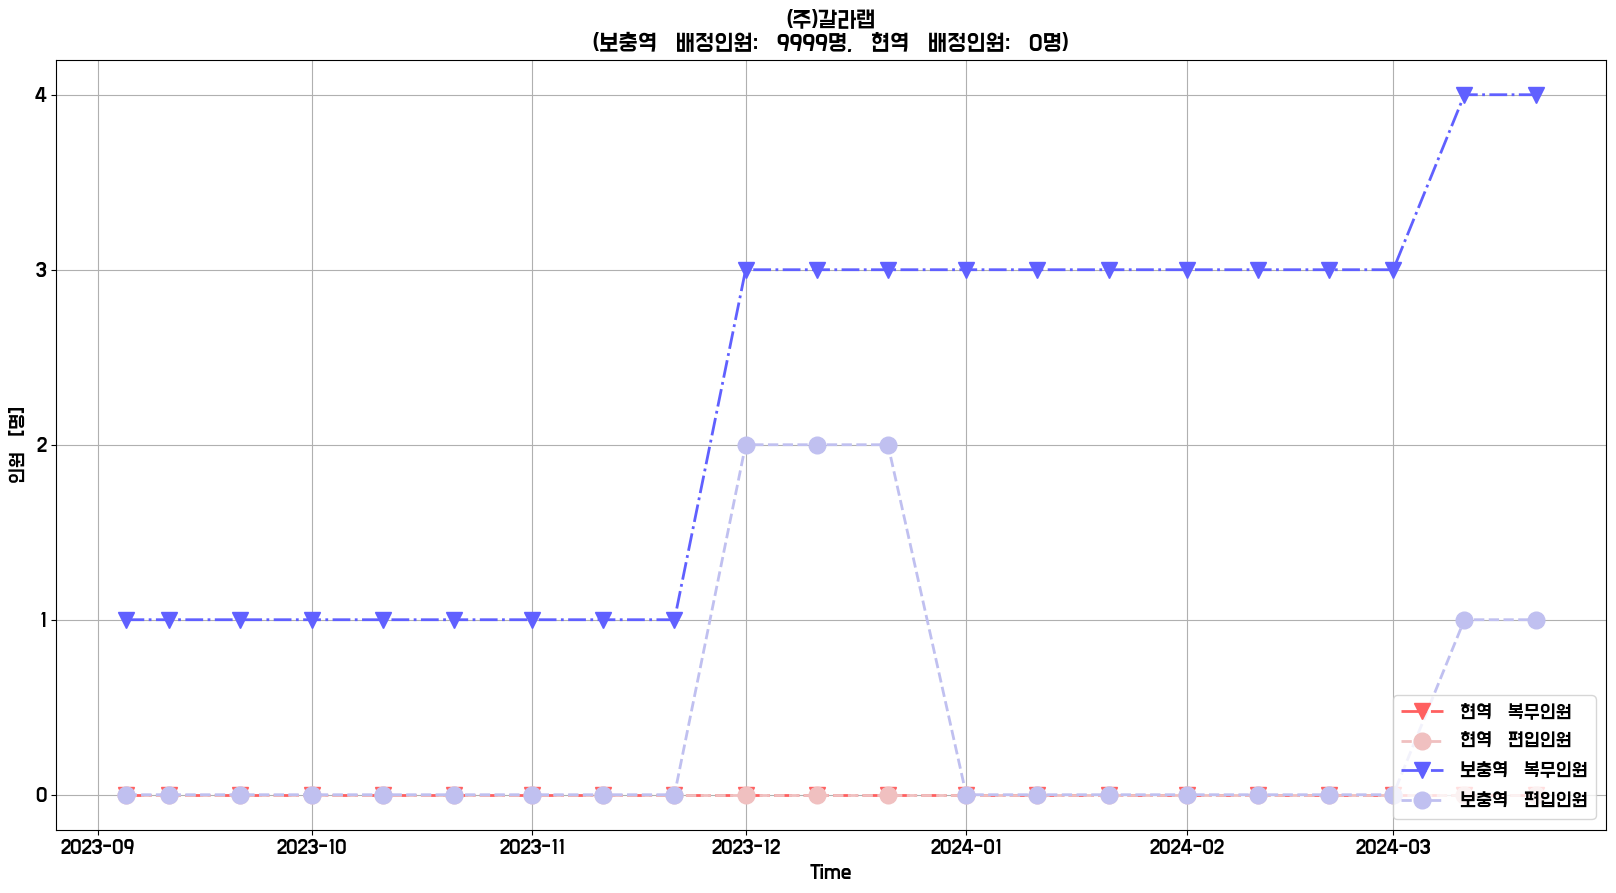 (주)갈라랩
(보충역 배정인원: 9999명, 현역 배정인원: 0명)
4
3
2
1
0
인원 [명]
현역 복무인원
현역 편입인원
보충역 복무인원
보충역 편입인원
2023-09 2023-10 2023-11 2023-12 2024-01 2024-02 2024-03
Time